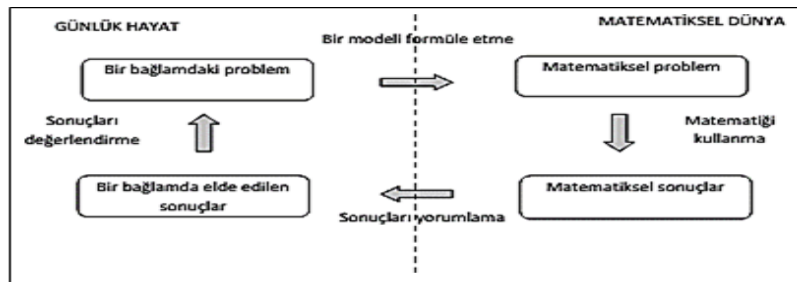 GÜNLÜK HAYAT
MATEMATİKSEL DÜNYA
Bir modeli formüle etme
Bir bağlamdaki problem
Matematiksel problem
Sonuçları
değerlendirme
Matematiği
kullanma
Bir bağlamda elde edilen
sonuçlar
Matematiksel sonuçlar
Sonuçları yorumlama